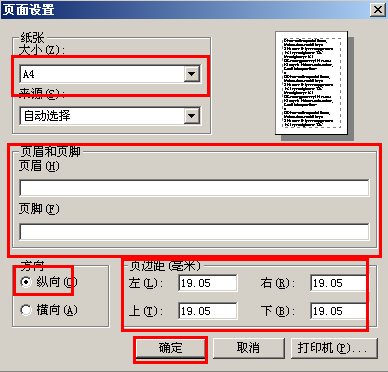 页面设置
纸张
大小(Z):
A4
来源(S):
自动选择
页眉和页脚
页眉(H)
页脚(F)
方向
纵向(O)
横向(A)
页边距(毫米)
左(L): 19.05 右(R): 19.05
上(T): 19.05 下(B): 19.05
确定 取消 打印机(P)...